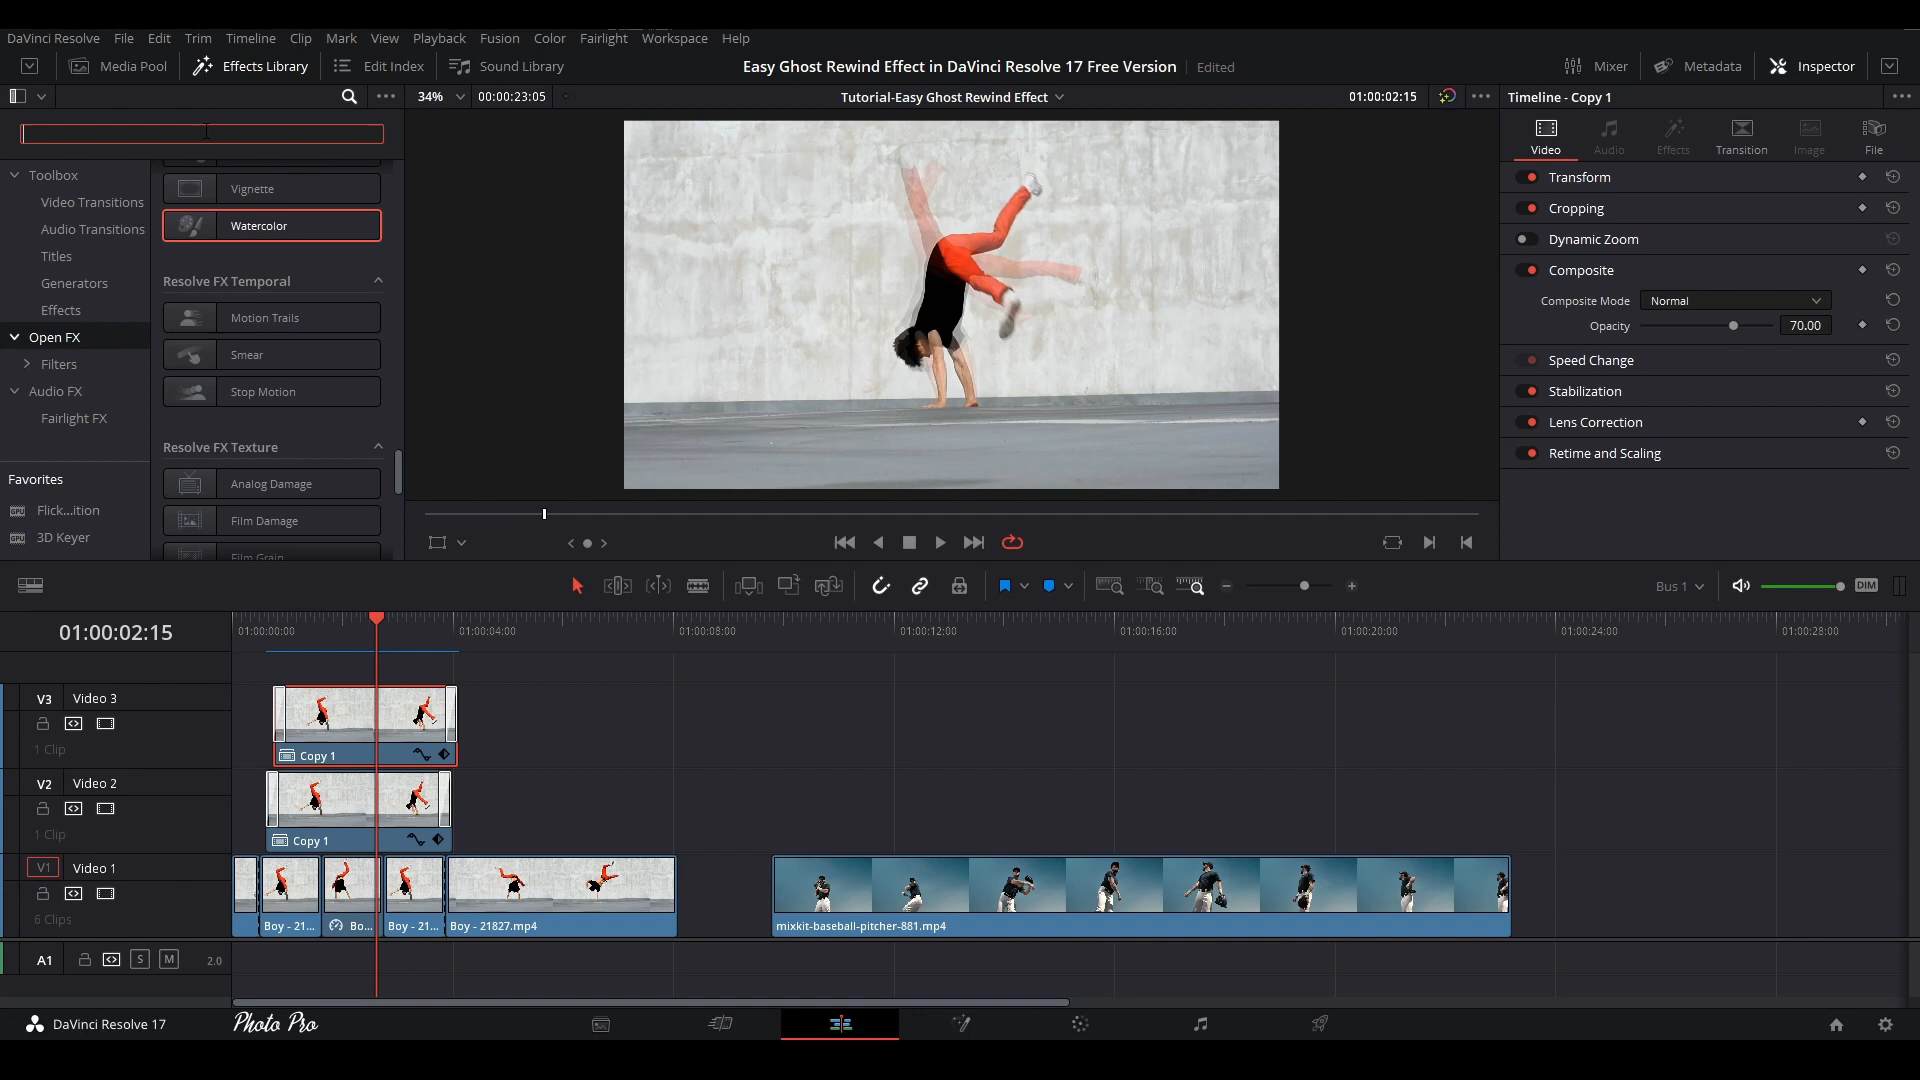 DaVinci Resolve File Edit Trim Timeline Clip Mark View Playback Fusion Color Fairlight Workspace Help
Media Pool Effects Library Edit Index Sound Library Easy Ghost Rewind Effect in DaVinci Resolve 17 Free Version Edited Mixer Metadata Inspector
34% 00:00:23:05 Tutorial-Easy Ghost Rewind Effect 01:00:02:15 Timeline - Copy 1
Toolbox
Video Transitions
Audio Transitions
Titles
Generators
Effects
Open FX
Filters
Audio FX
Fairlight FX
Favorites
Flick...ition
3D Keyer
Vignette
Watercolor
Resolve FX Temporal
Motion Trails
Smear
Stop Motion
Resolve FX Texture
Analog Damage
Film Damage
Film Grain
Video Audio Effects Transition Image File
Transform
Cropping
Dynamic Zoom
Composite
Composite Mode Normal
Opacity 70.00
Speed Change
Stabilization
Lens Correction
Retime and Scaling
Bus 1 DIM
01:00:02:15
01:00:00:00 01:00:04:00 01:00:08:00 01:00:12:00 01:00:16:00 01:00:20:00 01:00:24:00 01:00:28:00
V3 Video 3
1 Clip
Copy 1
V2 Video 2
1 Clip
Copy 1
V1 Video 1
6 Clips
Boy - 21... Bo... Boy - 21... Boy - 21827.mp4 mixkit-baseball-pitcher-881.mp4
A1 S M 2.0
DaVinci Resolve 17 Photo Pro